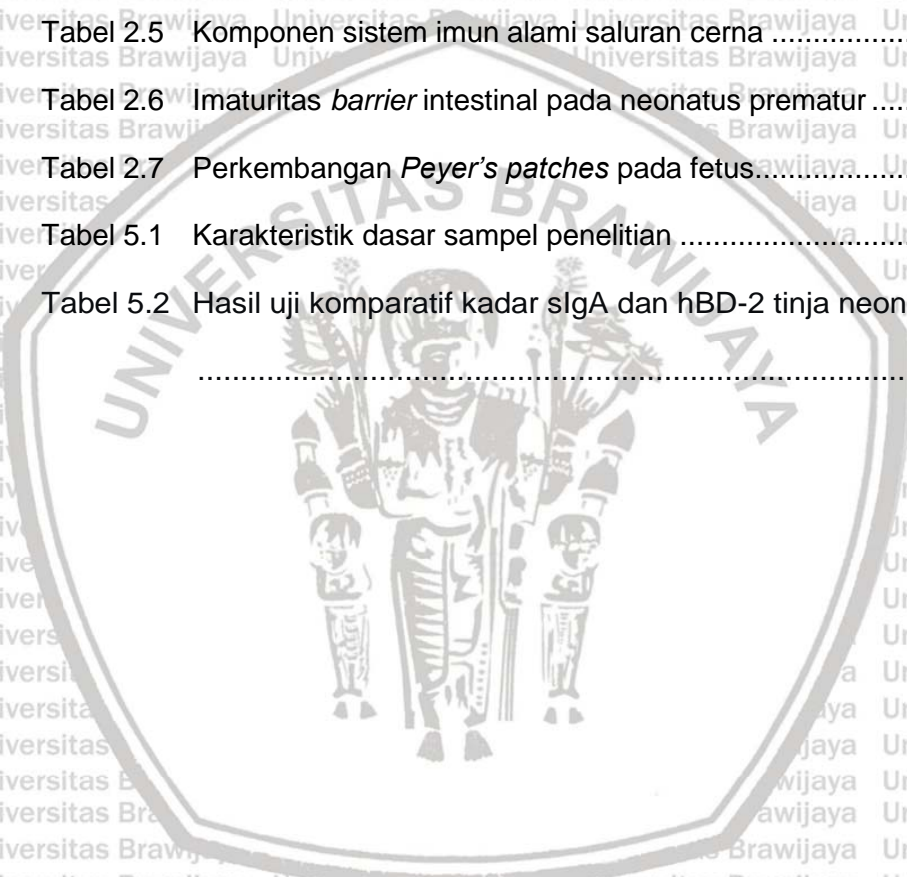 Tabel 2.5 Komponen sistem imun alami saluran cerna ................
Tabel 2.6 Imaturitas barrier intestinal pada neonatus prematur .....
Tabel 2.7 Perkembangan Peyer's patches pada fetus..................
Tabel 5.1 Karakteristik dasar sampel penelitian ..........................
Tabel 5.2 Hasil uji komparatif kadar sIgA dan hBD-2 tinja neon
................................................................................
UNIVERSITAS BRAWIJAYA